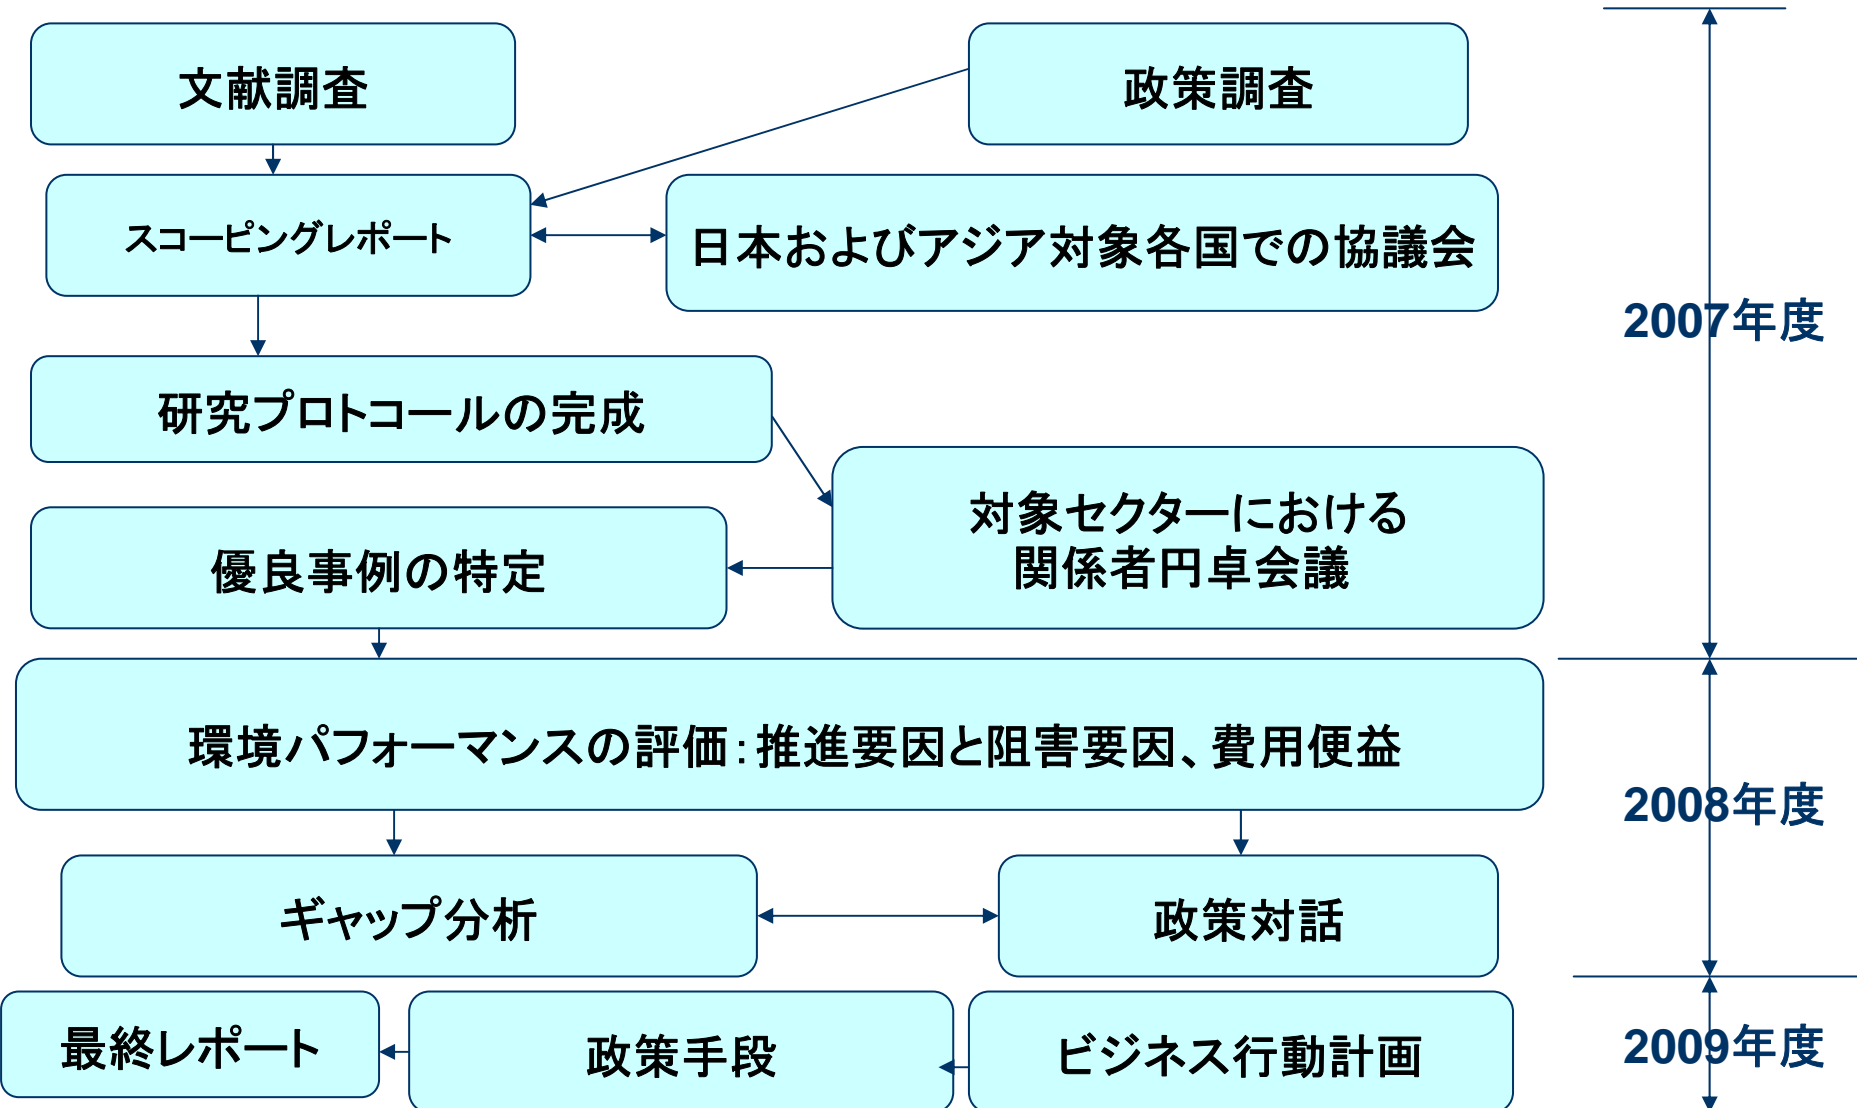 文献調査
政策調査
スコーピングレポート
日本およびアジア対象各国での協議会
2007年度
研究プロトコールの完成
対象セクターにおける
関係者円卓会議
優良事例の特定
環境パフォーマンスの評価：推進要因と阻害要因、費用便益
2008年度
ギャップ分析
政策対話
最終レポート
政策手段
ビジネス行動計画
2009年度